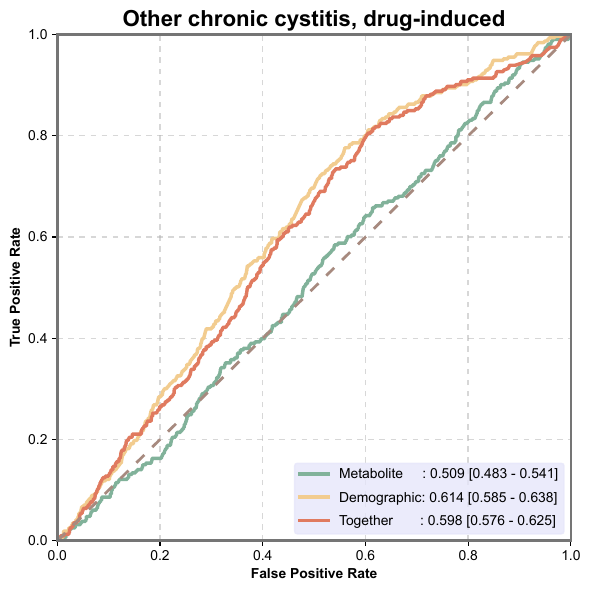 Other chronic cystitis, drug-induced
1.0
0.8
0.6
0.4
0.2
0.0
True Positive Rate
Metabolite : 0.509 [0.483 - 0.541]
Demographic: 0.614 [0.585 - 0.638]
Together : 0.598 [0.576 - 0.625]
0.0 0.2 0.4 0.6 0.8 1.0
False Positive Rate